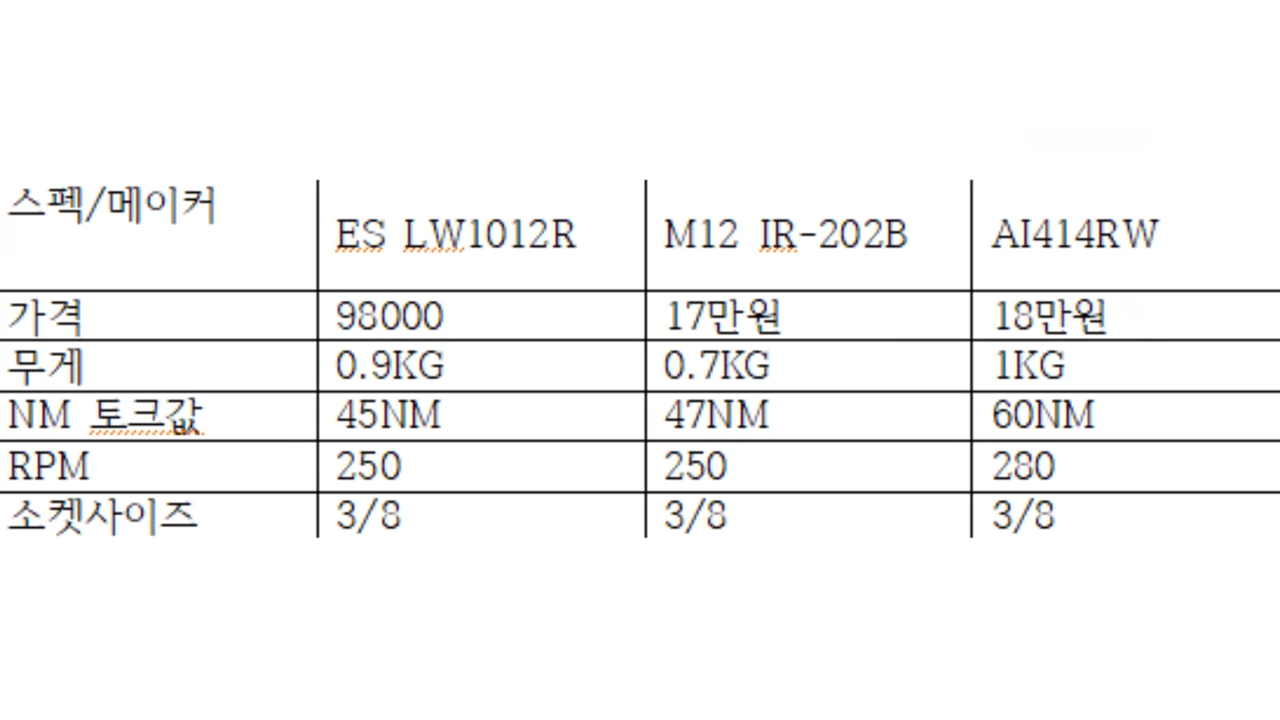 스펙/메이커 ES LW1012R M12 IR-202B AI414RW
가격 98000 17만원 18만원
무게 0.9KG 0.7KG 1KG
NM 토크값 45NM 47NM 60NM
RPM 250 250 280
소켓사이즈 3/8 3/8 3/8